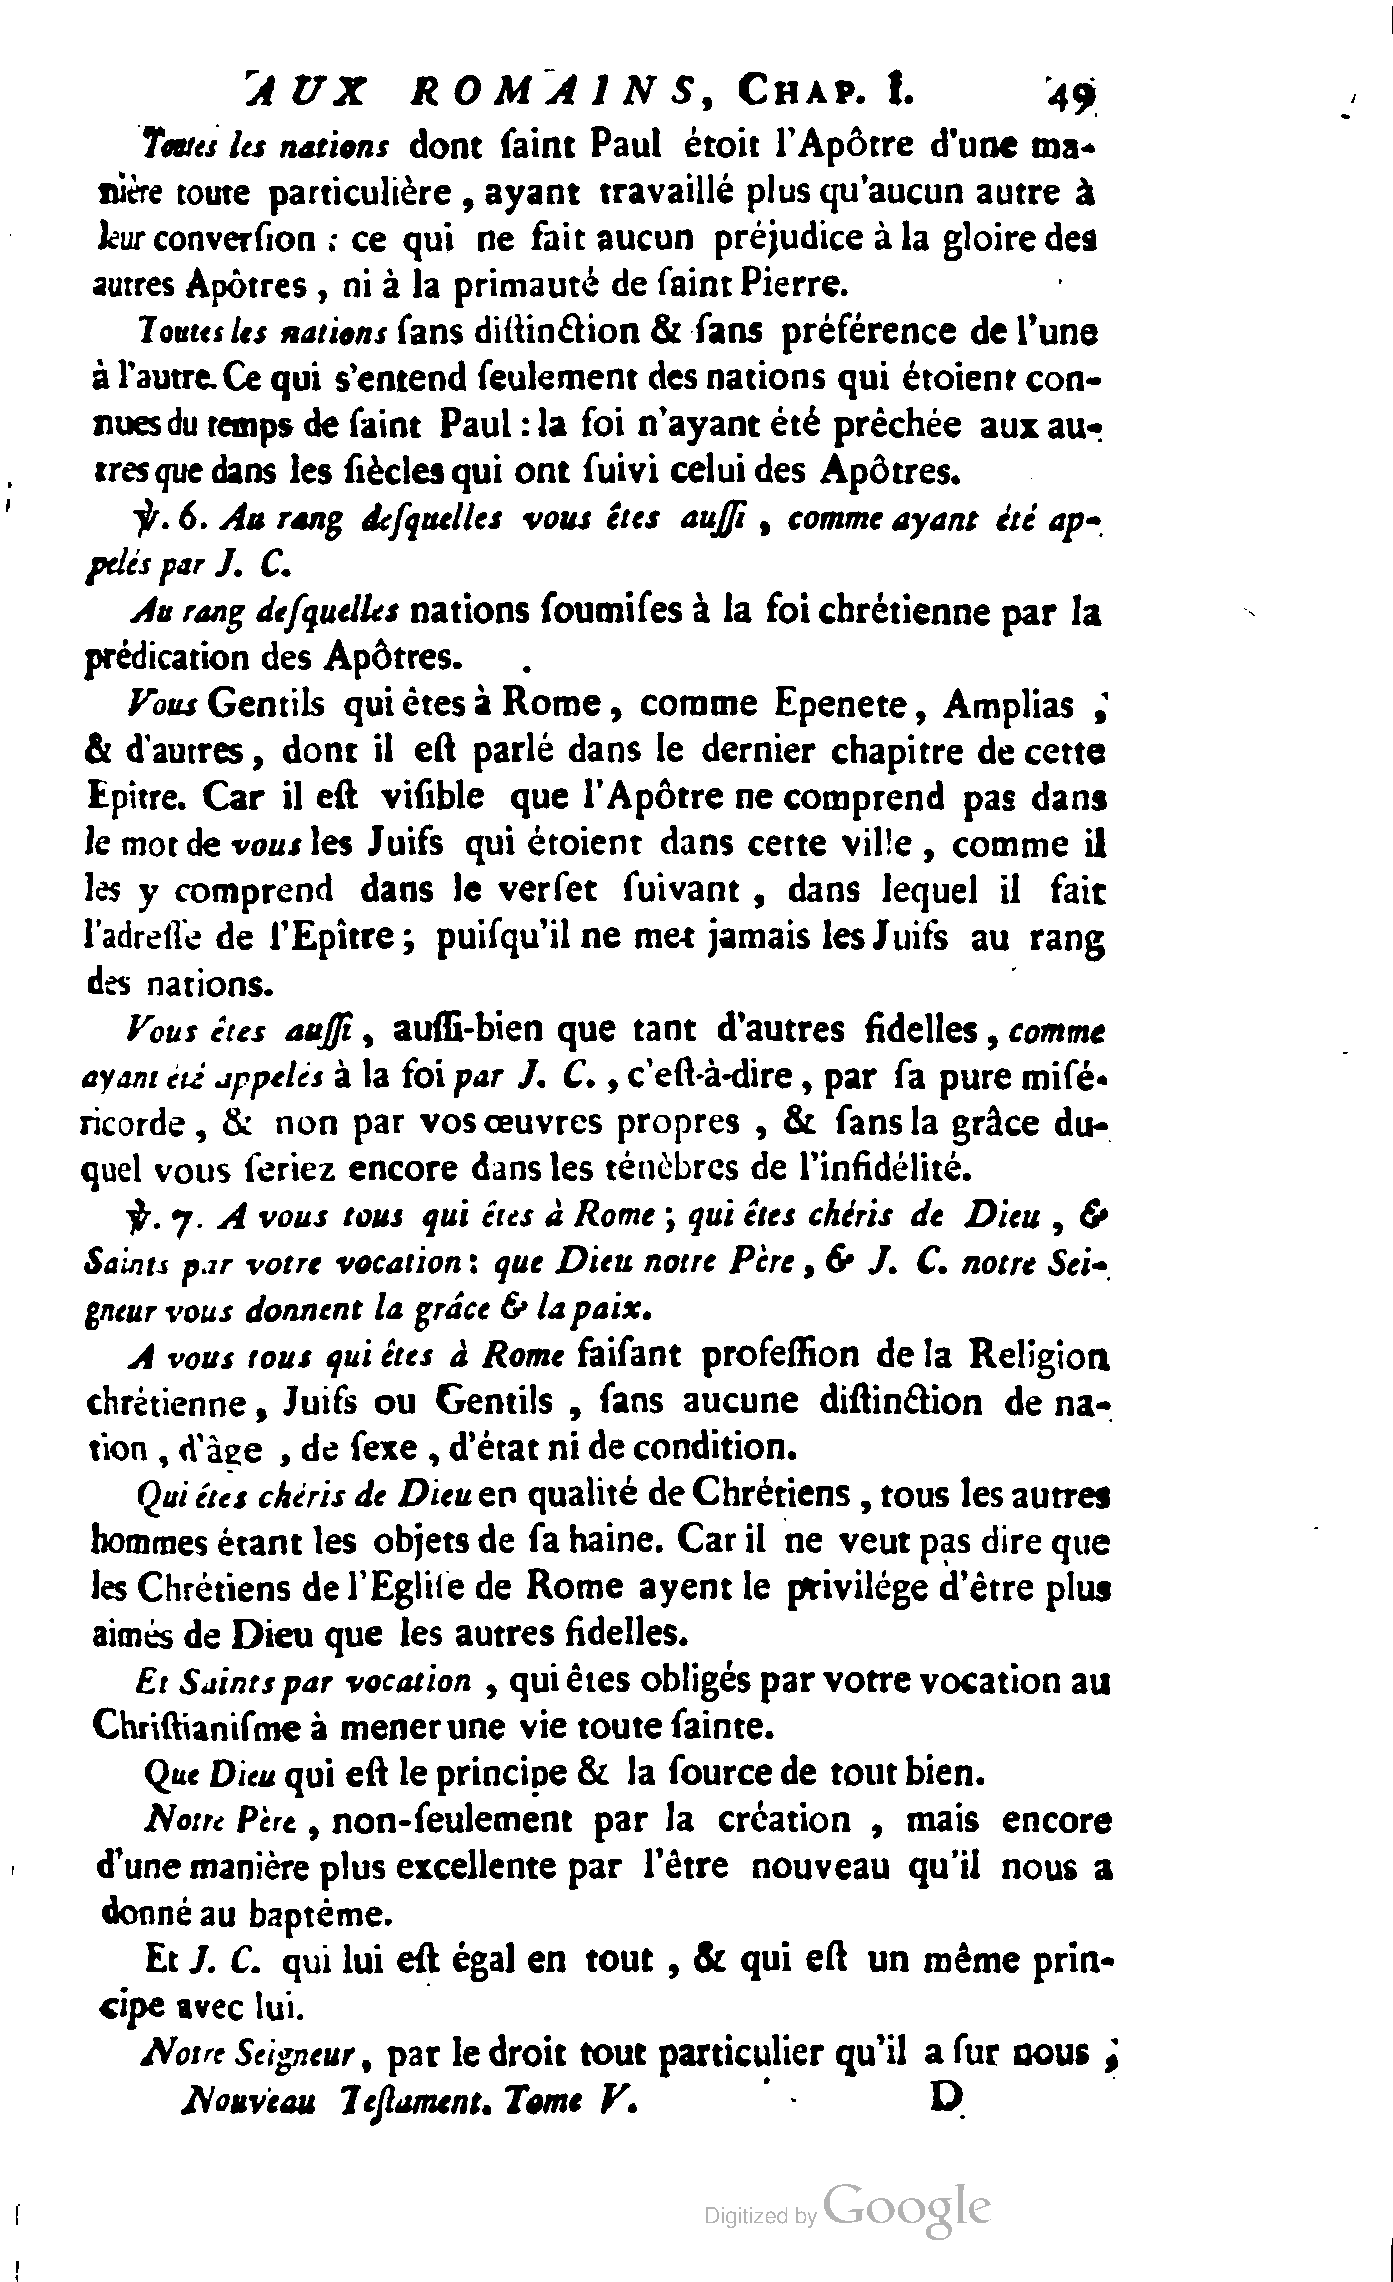 AUX ROMAINS, CHAP. I. 49
Toutes les nations dont ſaint Paul étoit l'Apôtre d'une ma-
nière toute particulière, ayant travaillé plus qu'aucun autre à
leur converſion : ce qui ne fait aucun préjudice à la gloire des
autres Apôtres, ni à la primauté de ſaint Pierre.
Toutes les nations ſans diſtinction & ſans préférence de l'une
à l'autre. Ce qui s'entend ſeulement des nations qui étoient con-
nues du temps de ſaint Paul : la foi n'ayant été prêchée aux au-
tres que dans les ſiècles qui ont ſuivi celui des Apôtres.
℣. 6. Au rang deſquelles vous êtes auſſi, comme ayant été ap-
pelés par J. C.
Au rang deſquelles nations ſoumiſes à la foi chrétienne par la
prédication des Apôtres.
Vous Gentils qui êtes à Rome, comme Epenete, Amplias ;
& d'autres, dont il eſt parlé dans le dernier chapitre de cette
Epitre. Car il eſt viſible que l'Apôtre ne comprend pas dans
le mot de vous les Juifs qui étoient dans cette ville, comme il
les y comprend dans le verſet ſuivant, dans lequel il fait
l'adreſſe de l'Epître ; puiſqu'il ne met jamais les Juifs au rang
des nations.
Vous êtes auſſi, auſſi-bien que tant d'autres fidelles, comme
ayant été appelés à la foi par J. C., c'eſt-à-dire, par ſa pure miſé-
ricorde, & non par vos œuvres propres, & ſans la grâce du-
quel vous ſeriez encore dans les ténèbres de l'infidélité.
℣. 7. A vous tous qui êtes à Rome ; qui êtes chéris de Dieu, &
Saints par votre vocation : que Dieu notre Père, & J. C. notre Sei-
gneur vous donnent la grâce & la paix.
A vous tous qui êtes à Rome faiſant profeſſion de la Religion
chrétienne, Juifs ou Gentils, ſans aucune diſtinction de na-
tion, d'âge, de ſexe, d'état ni de condition.
Qui êtes chéris de Dieu en qualité de Chrétiens, tous les autres
hommes étant les objets de ſa haine. Car il ne veut pas dire que
les Chrétiens de l'Egliſe de Rome ayent le privilége d'être plus
aimés de Dieu que les autres fidelles.
Et Saints par vocation, qui êtes obligés par votre vocation au
Chriſtianiſme à mener une vie toute ſainte.
Que Dieu qui eſt le principe & la ſource de tout bien.
Notre Père, non-ſeulement par la création, mais encore
d'une manière plus excellente par l'être nouveau qu'il nous a
donné au baptême.
Et J. C. qui lui eſt égal en tout, & qui eſt un même prin-
cipe avec lui.
Notre Seigneur, par le droit tout particulier qu'il a ſur nous ;
Nouveau Teſtament. Tome V. D
Digitized by Google